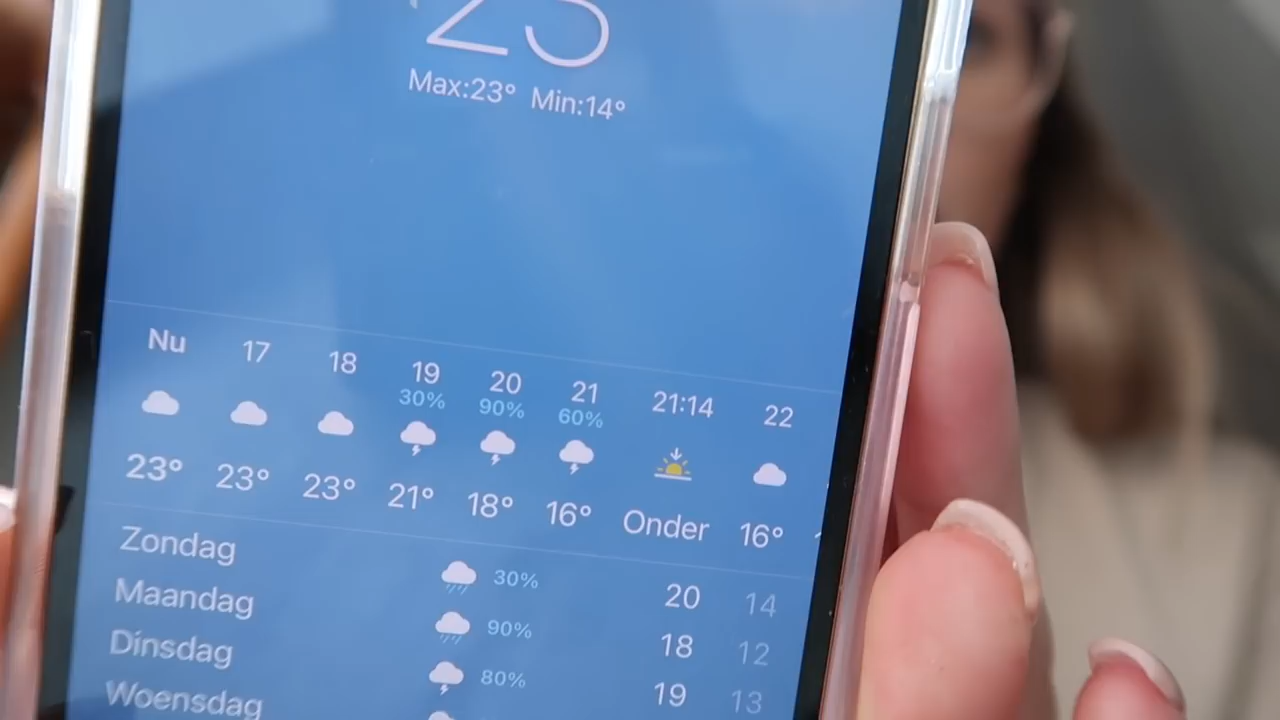 23
Max:23° Min:14°
Nu 17 18 19 20 21 21:14 22
30% 90% 60%
23° 23° 23° 21° 18° 16° Onder 16°
Zondag 30% 20 14
Maandag 90% 18 12
Dinsdag 80% 19 13
Woensdag